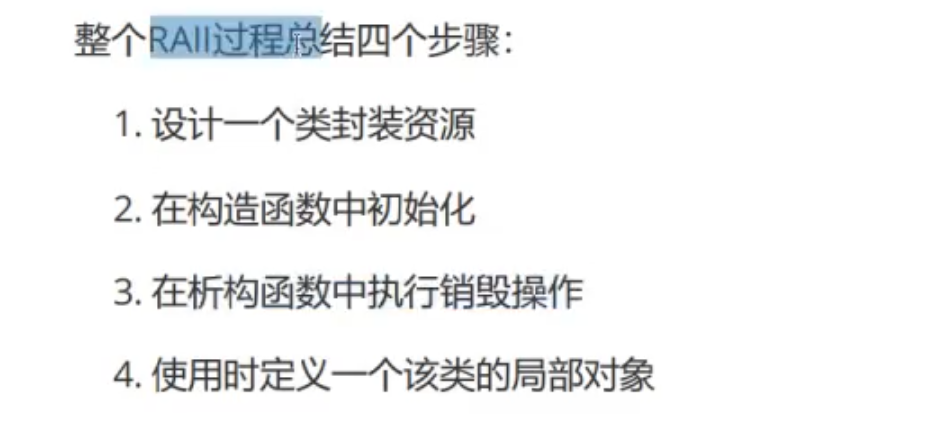 整个RAII过程总结四个步骤：
1. 设计一个类封装资源
2. 在构造函数中初始化
3. 在析构函数中执行销毁操作
4. 使用时定义一个该类的局部对象